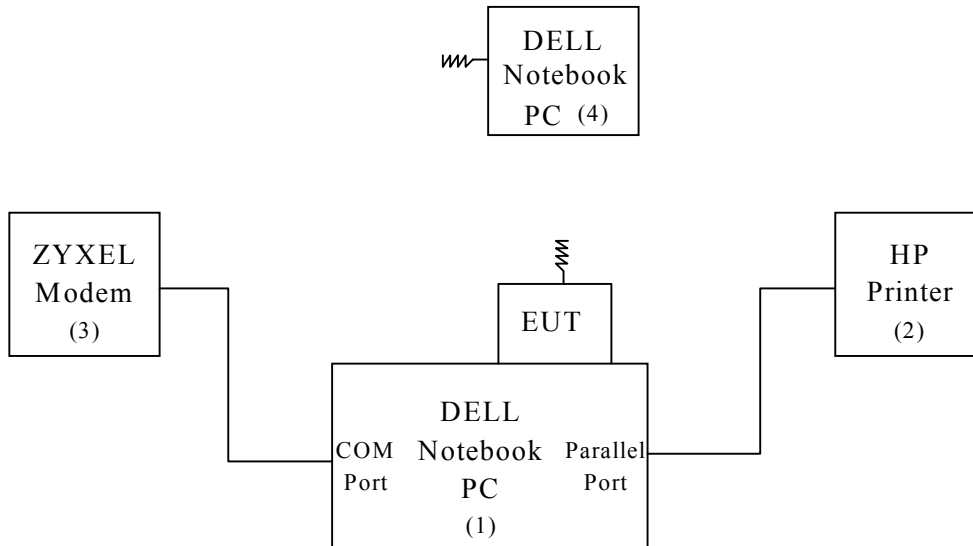 DELL
Notebook
PC (4)
ZYXEL
Modem
(3)
HP
Printer
(2)
EUT
DELL
Notebook
PC
(1)
COM
Port
Parallel
Port